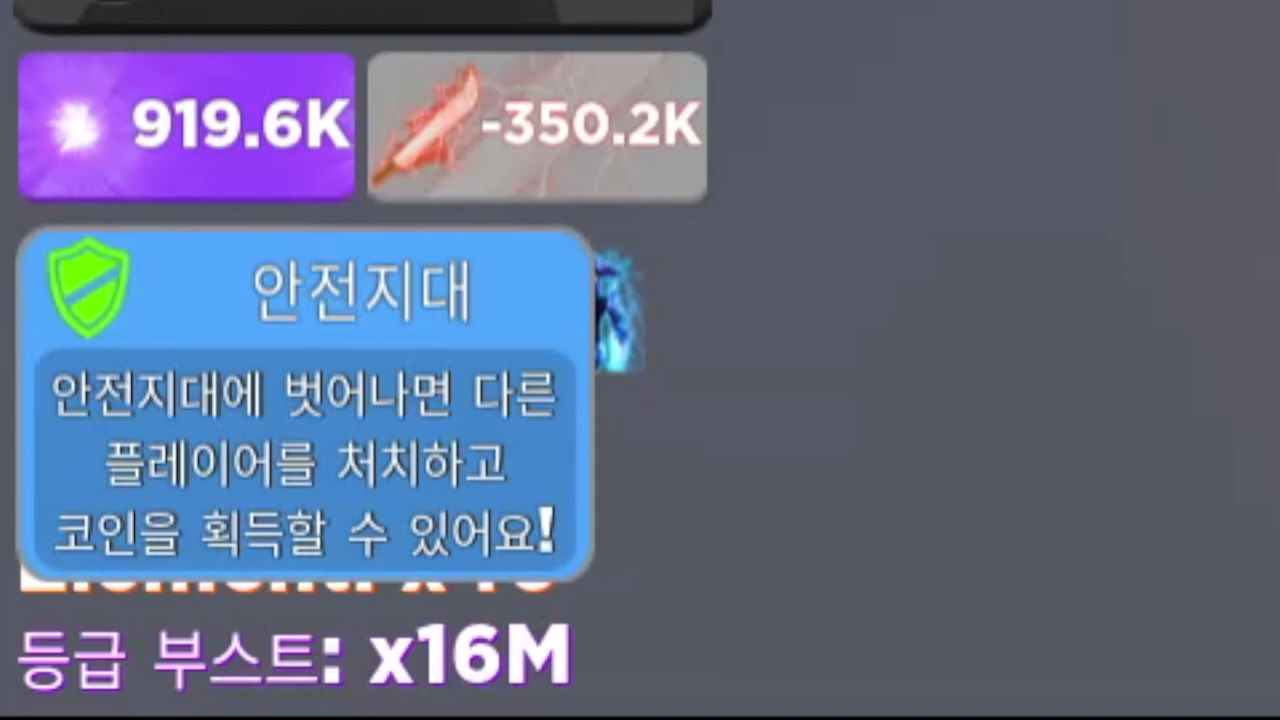 919.6K
-350.2K
안전지대
안전지대에 벗어나면 다른
플레이어를 처치하고
코인을 획득할 수 있어요!
등급 부스트: x16M